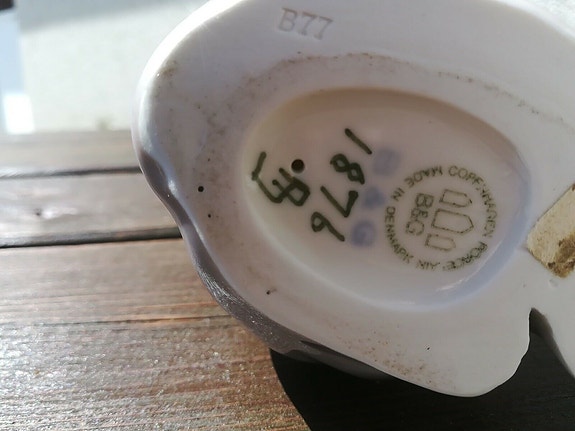 B77
1876
B&G
B&G
MADE IN DENMARK
COPENHAGEN PORCELAIN